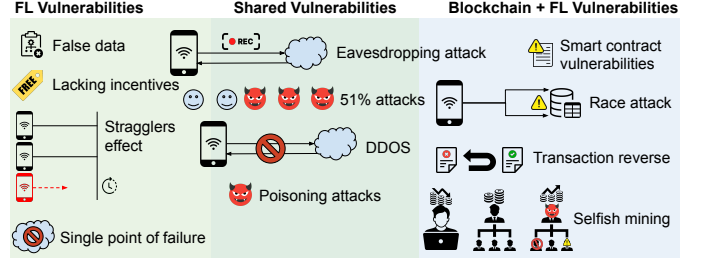 FL Vulnerabilities
Shared Vulnerabilities
Blockchain + FL Vulnerabilities
False data
FREE
Lacking incentives
Stragglers
effect
Single point of failure
REC
Eavesdropping attack
51% attacks
DDOS
Poisoning attacks
Smart contract
vulnerabilities
Race attack
Transaction reverse
Selfish mining